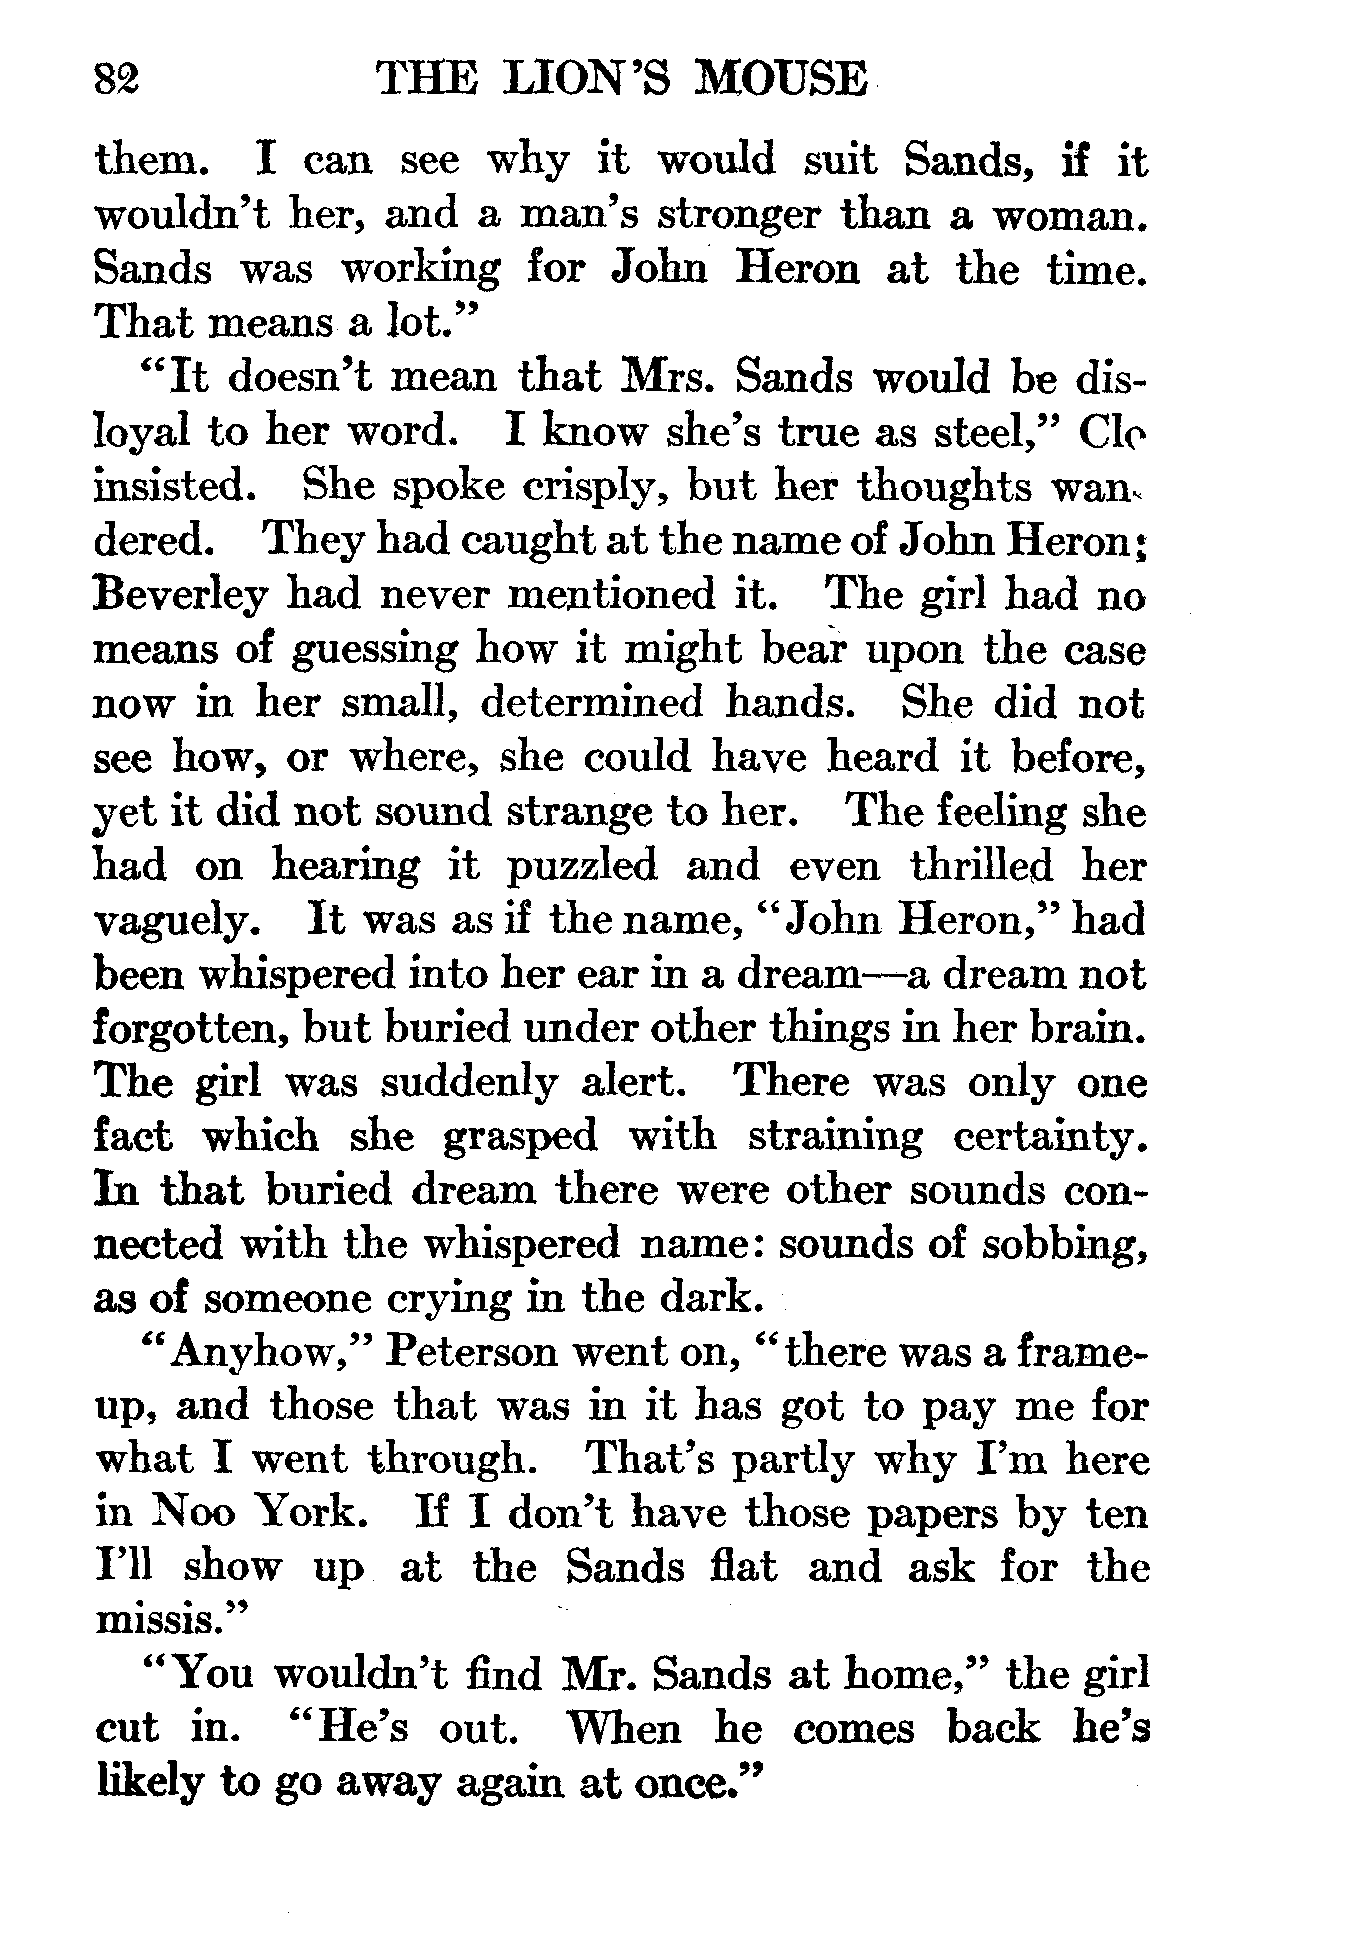 82 THE LION'S MOUSE
them. I can see why it would suit Sands, if it
wouldn't her, and a man's stronger than a woman.
Sands was working for John Heron at the time.
That means a lot."
"It doesn't mean that Mrs. Sands would be dis-
loyal to her word. I know she's true as steel," Clo
insisted. She spoke crisply, but her thoughts wan-
dered. They had caught at the name of John Heron;
Beverley had never mentioned it. The girl had no
means of guessing how it might bear upon the case
now in her small, determined hands. She did not
see how, or where, she could have heard it before,
yet it did not sound strange to her. The feeling she
had on hearing it puzzled and even thrilled her
vaguely. It was as if the name, "John Heron," had
been whispered into her ear in a dream—a dream not
forgotten, but buried under other things in her brain.
The girl was suddenly alert. There was only one
fact which she grasped with straining certainty.
In that buried dream there were other sounds con-
nected with the whispered name: sounds of sobbing,
as of someone crying in the dark.
"Anyhow," Peterson went on, "there was a frame-
up, and those that was in it has got to pay me for
what I went through. That's partly why I'm here
in Noo York. If I don't have those papers by ten
I'll show up at the Sands flat and ask for the
missis."
"You wouldn't find Mr. Sands at home," the girl
cut in. "He's out. When he comes back he's
likely to go away again at once."